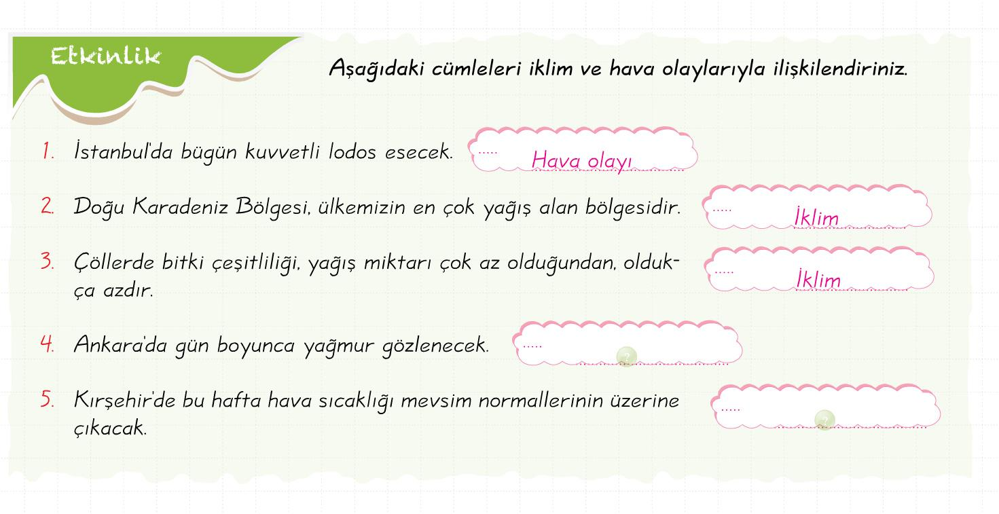 Etkinlik
Aşağıdaki cümleleri iklim ve hava olaylarıyla ilişkilendiriniz.
1. İstanbul'da bügün kuvvetli lodos esecek. ..... Hava olayı
2. Doğu Karadeniz Bölgesi, ülkemizin en çok yağış alan bölgesidir. ..... İklim
3. Çöllerde bitki çeşitliliği, yağış miktarı çok az olduğundan, olduk- ..... İklim
ça azdır.
4. Ankara'da gün boyunca yağmur gözlenecek. ..... ?
5. Kırşehir'de bu hafta hava sıcaklığı mevsim normallerinin üzerine ..... ?
çıkacak.